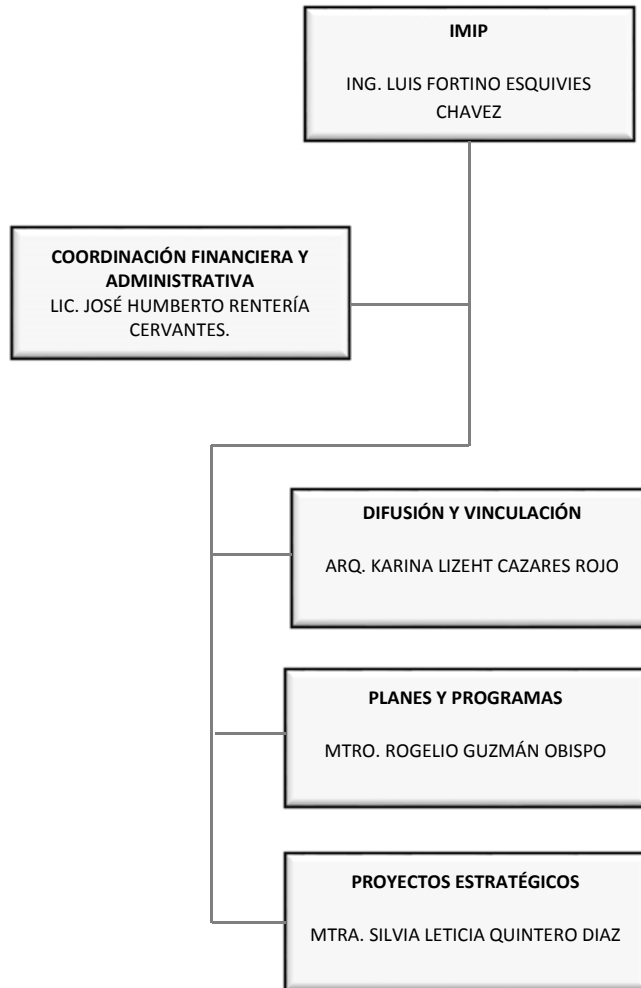 IMIP
ING. LUIS FORTINO ESQUIVIES
CHAVEZ
COORDINACIÓN FINANCIERA Y
ADMINISTRATIVA
LIC. JOSÉ HUMBERTO RENTERÍA
CERVANTES.
DIFUSIÓN Y VINCULACIÓN
ARQ. KARINA LIZEHT CAZARES ROJO
PLANES Y PROGRAMAS
MTRO. ROGELIO GUZMÁN OBISPO
PROYECTOS ESTRATÉGICOS
MTRA. SILVIA LETICIA QUINTERO DIAZ